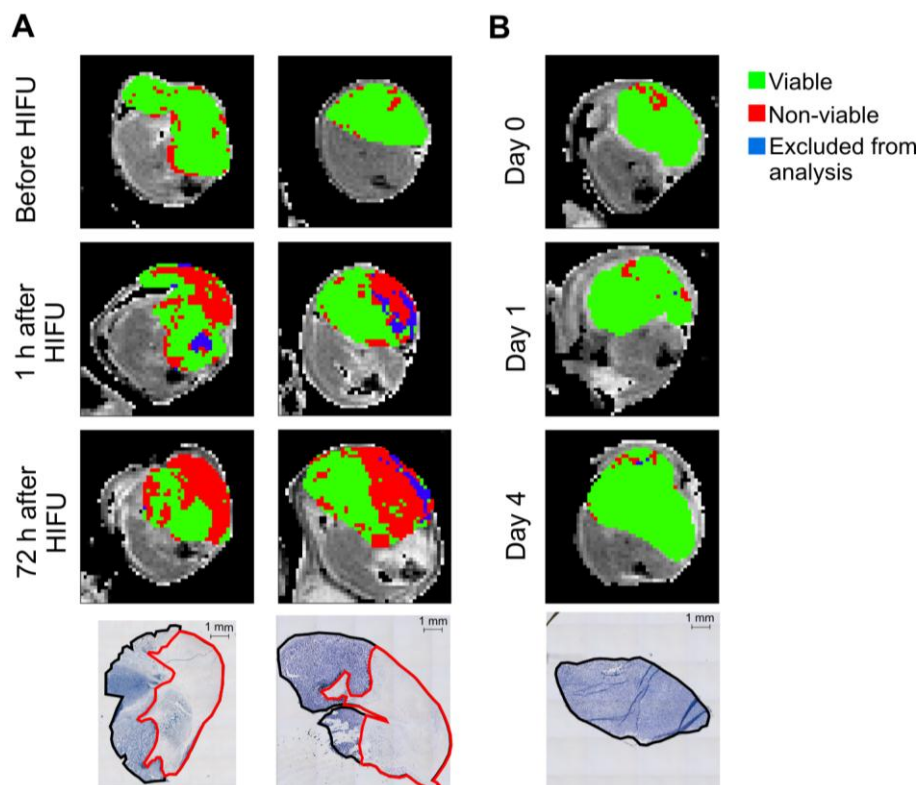 A
B
Before HIFU
Day 0
Viable
Non-viable
Excluded from
analysis
1 h after
HIFU
Day 1
72 h after
HIFU
Day 4
1 mm
1 mm
1 mm